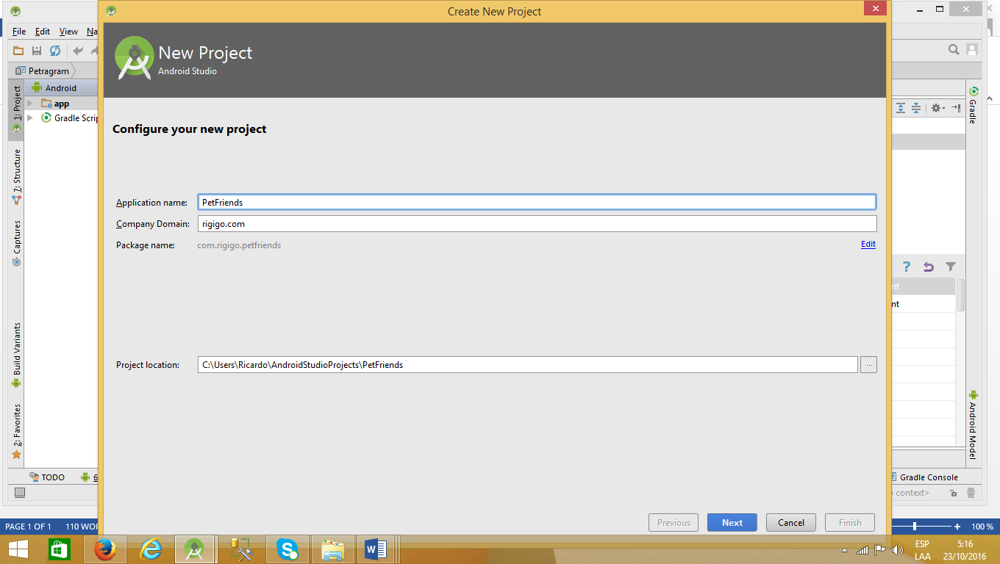 Create New Project
File Edit View Na
New Project
Android Studio
Petragram
Android
app
Gradle Scrip
1: Project
7: Structure
Captures
Build Variants
2: Favorites
Configure your new project
Application name: PetFriends
Company Domain: rigigo.com
Package name: com.rigigo.petfriends Edit
Project location: C:\Users\Ricardo\AndroidStudioProjects\PetFriends ...
Previous Next Cancel Finish
Gradle
nt
nt
Android Model
TODO 6
Gradle Console
context>
PAGE 1 OF 1 110 WOR
100 %
ESP
LAA
5:16
23/10/2016